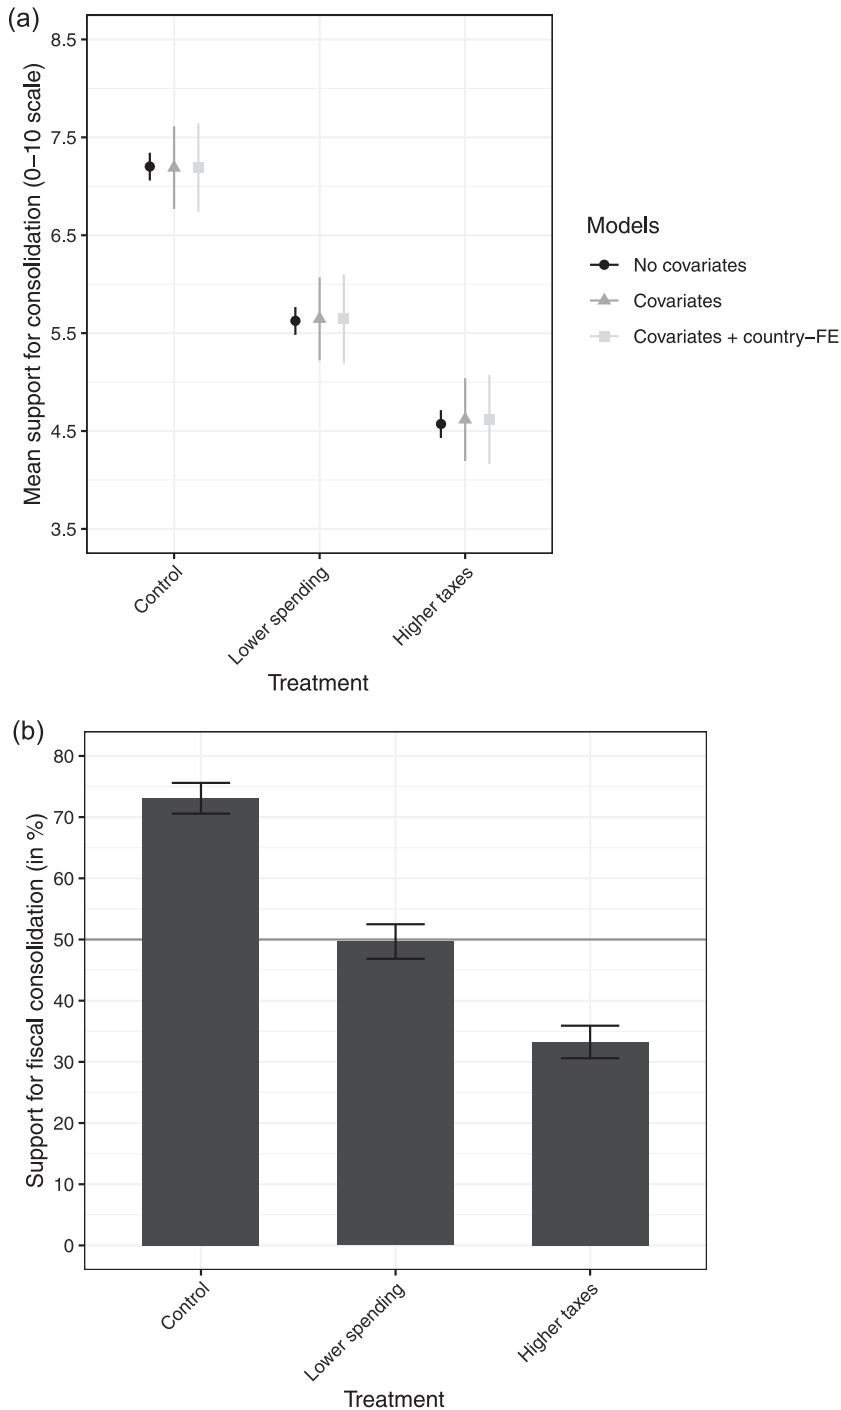 (a)
Mean support for consolidation (0–10 scale)
8.5
7.5
6.5
5.5
4.5
3.5
Control
Lower spending
Higher taxes
Treatment
Models
No covariates
Covariates
Covariates + country–FE
(b)
Support for fiscal consolidation (in %)
80
70
60
50
40
30
20
10
0
Control
Lower spending
Higher taxes
Treatment